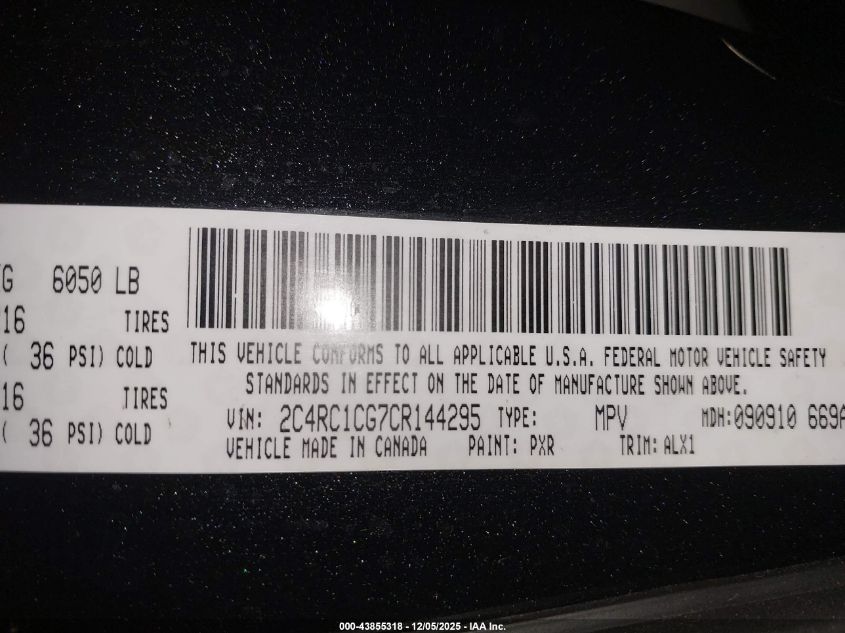 6050 LB
16 TIRES
( 36 PSI) COLD
16 TIRES
( 36 PSI) COLD
THIS VEHICLE CONFORMS TO ALL APPLICABLE U.S.A. FEDERAL MOTOR VEHICLE SAFETY
STANDARDS IN EFFECT ON THE DATE OF MANUFACTURE SHOWN ABOVE.
VIN: 2C4RC1CG7CR144295 TYPE: MPV MDH:090910 669A
VEHICLE MADE IN CANADA PAINT: PXR TRIM: ALX1
000-43855318 - 12/05/2025 - IAA Inc.